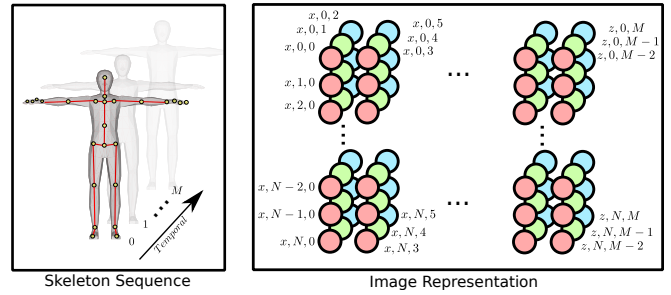 M
1
0
Temporal
Skeleton Sequence
x, 0, 2
x, 0, 1
x, 0, 0
x, 1, 0
x, 2, 0
x, 0, 5
x, 0, 4
x, 0, 3
...
z, 0, M
z, 0, M − 1
z, 0, M − 2
x, N − 2, 0
x, N − 1, 0
x, N, 0
x, N, 5
x, N, 4
x, N, 3
...
z, N, M
z, N, M − 1
z, N, M − 2
Image Representation